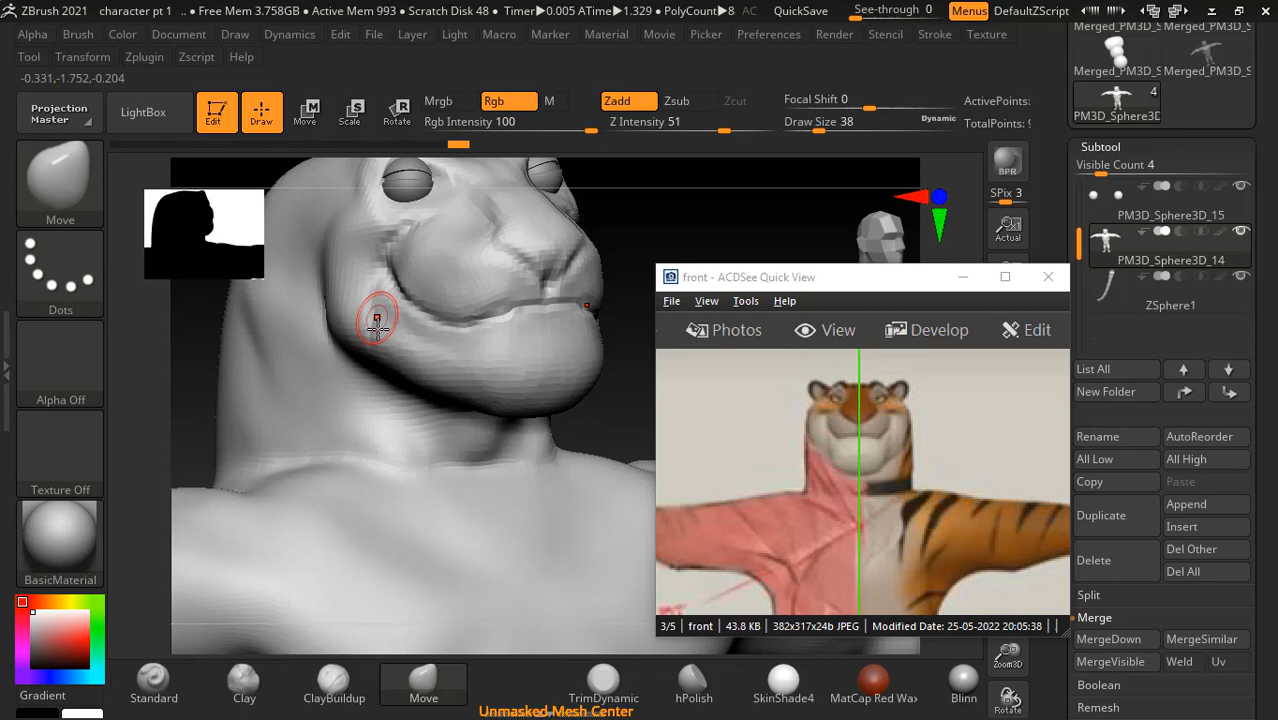 ZBrush 2021 character pt 1 .. • Free Mem 3.758GB • Active Mem 993 • Scratch Disk 48 • Timer▶0.005 ATime▶1.329 • PolyCount▶8 AC QuickSave See-through 0 Menus DefaultZScript
Alpha Brush Color Document Draw Dynamics Edit File Layer Light Macro Marker Material Movie Picker Preferences Render Stencil Stroke Texture
Tool Transform Zplugin Zscript Help
-0.331,-1.752,-0.204
Projection Master
LightBox
Edit
Draw
Move
Scale
Rotate
Mrgb Rgb M
Rgb Intensity 100
Zadd Zsub Zcut
Z Intensity 51
Focal Shift 0
Draw Size 38
Dynamic
ActivePoints:
TotalPoints: 9
Merged_PM3D_S
Merged_PM3D_S Merged_PM3D_S
4
PM3D_Sphere3D
Move
Dots
Alpha Off
Texture Off
BasicMaterial
Gradient
BPR
SPix 3
Actual
Zoom3D
Rotate
Subtool
Visible Count 4
PM3D_Sphere3D_15
PM3D_Sphere3D_14
ZSphere1
List All
New Folder
Rename AutoReorder
All Low All High
Copy Paste
Duplicate Append
Insert
Delete Del Other
Del All
Split
Merge
MergeDown MergeSimilar
MergeVisible Weld Uv
Boolean
Remesh
front - ACDSee Quick View
File View Tools Help
Photos View Develop Edit
3/5 front 43.8 KB 382x317x24b JPEG Modified Date: 25-05-2022 20:05:38
Standard Clay ClayBuildup Move TrimDynamic hPolish SkinShade4 MatCap Red Wax Blinn
Unmasked Mesh Center